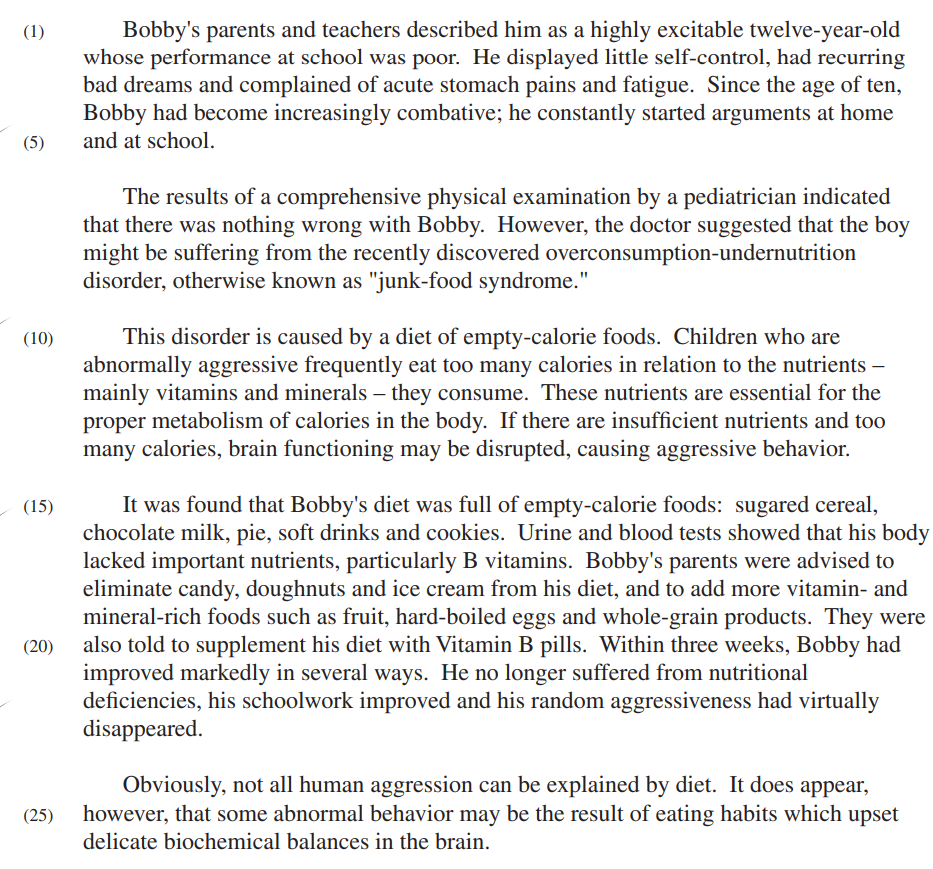 (1) Bobby's parents and teachers described him as a highly excitable twelve-year-old
whose performance at school was poor. He displayed little self-control, had recurring
bad dreams and complained of acute stomach pains and fatigue. Since the age of ten,
Bobby had become increasingly combative; he constantly started arguments at home
(5) and at school.
The results of a comprehensive physical examination by a pediatrician indicated
that there was nothing wrong with Bobby. However, the doctor suggested that the boy
might be suffering from the recently discovered overconsumption-undernutrition
disorder, otherwise known as "junk-food syndrome."
(10) This disorder is caused by a diet of empty-calorie foods. Children who are
abnormally aggressive frequently eat too many calories in relation to the nutrients –
mainly vitamins and minerals – they consume. These nutrients are essential for the
proper metabolism of calories in the body. If there are insufficient nutrients and too
many calories, brain functioning may be disrupted, causing aggressive behavior.
(15) It was found that Bobby's diet was full of empty-calorie foods: sugared cereal,
chocolate milk, pie, soft drinks and cookies. Urine and blood tests showed that his body
lacked important nutrients, particularly B vitamins. Bobby's parents were advised to
eliminate candy, doughnuts and ice cream from his diet, and to add more vitamin- and
mineral-rich foods such as fruit, hard-boiled eggs and whole-grain products. They were
(20) also told to supplement his diet with Vitamin B pills. Within three weeks, Bobby had
improved markedly in several ways. He no longer suffered from nutritional
deficiencies, his schoolwork improved and his random aggressiveness had virtually
disappeared.
Obviously, not all human aggression can be explained by diet. It does appear,
(25) however, that some abnormal behavior may be the result of eating habits which upset
delicate biochemical balances in the brain.